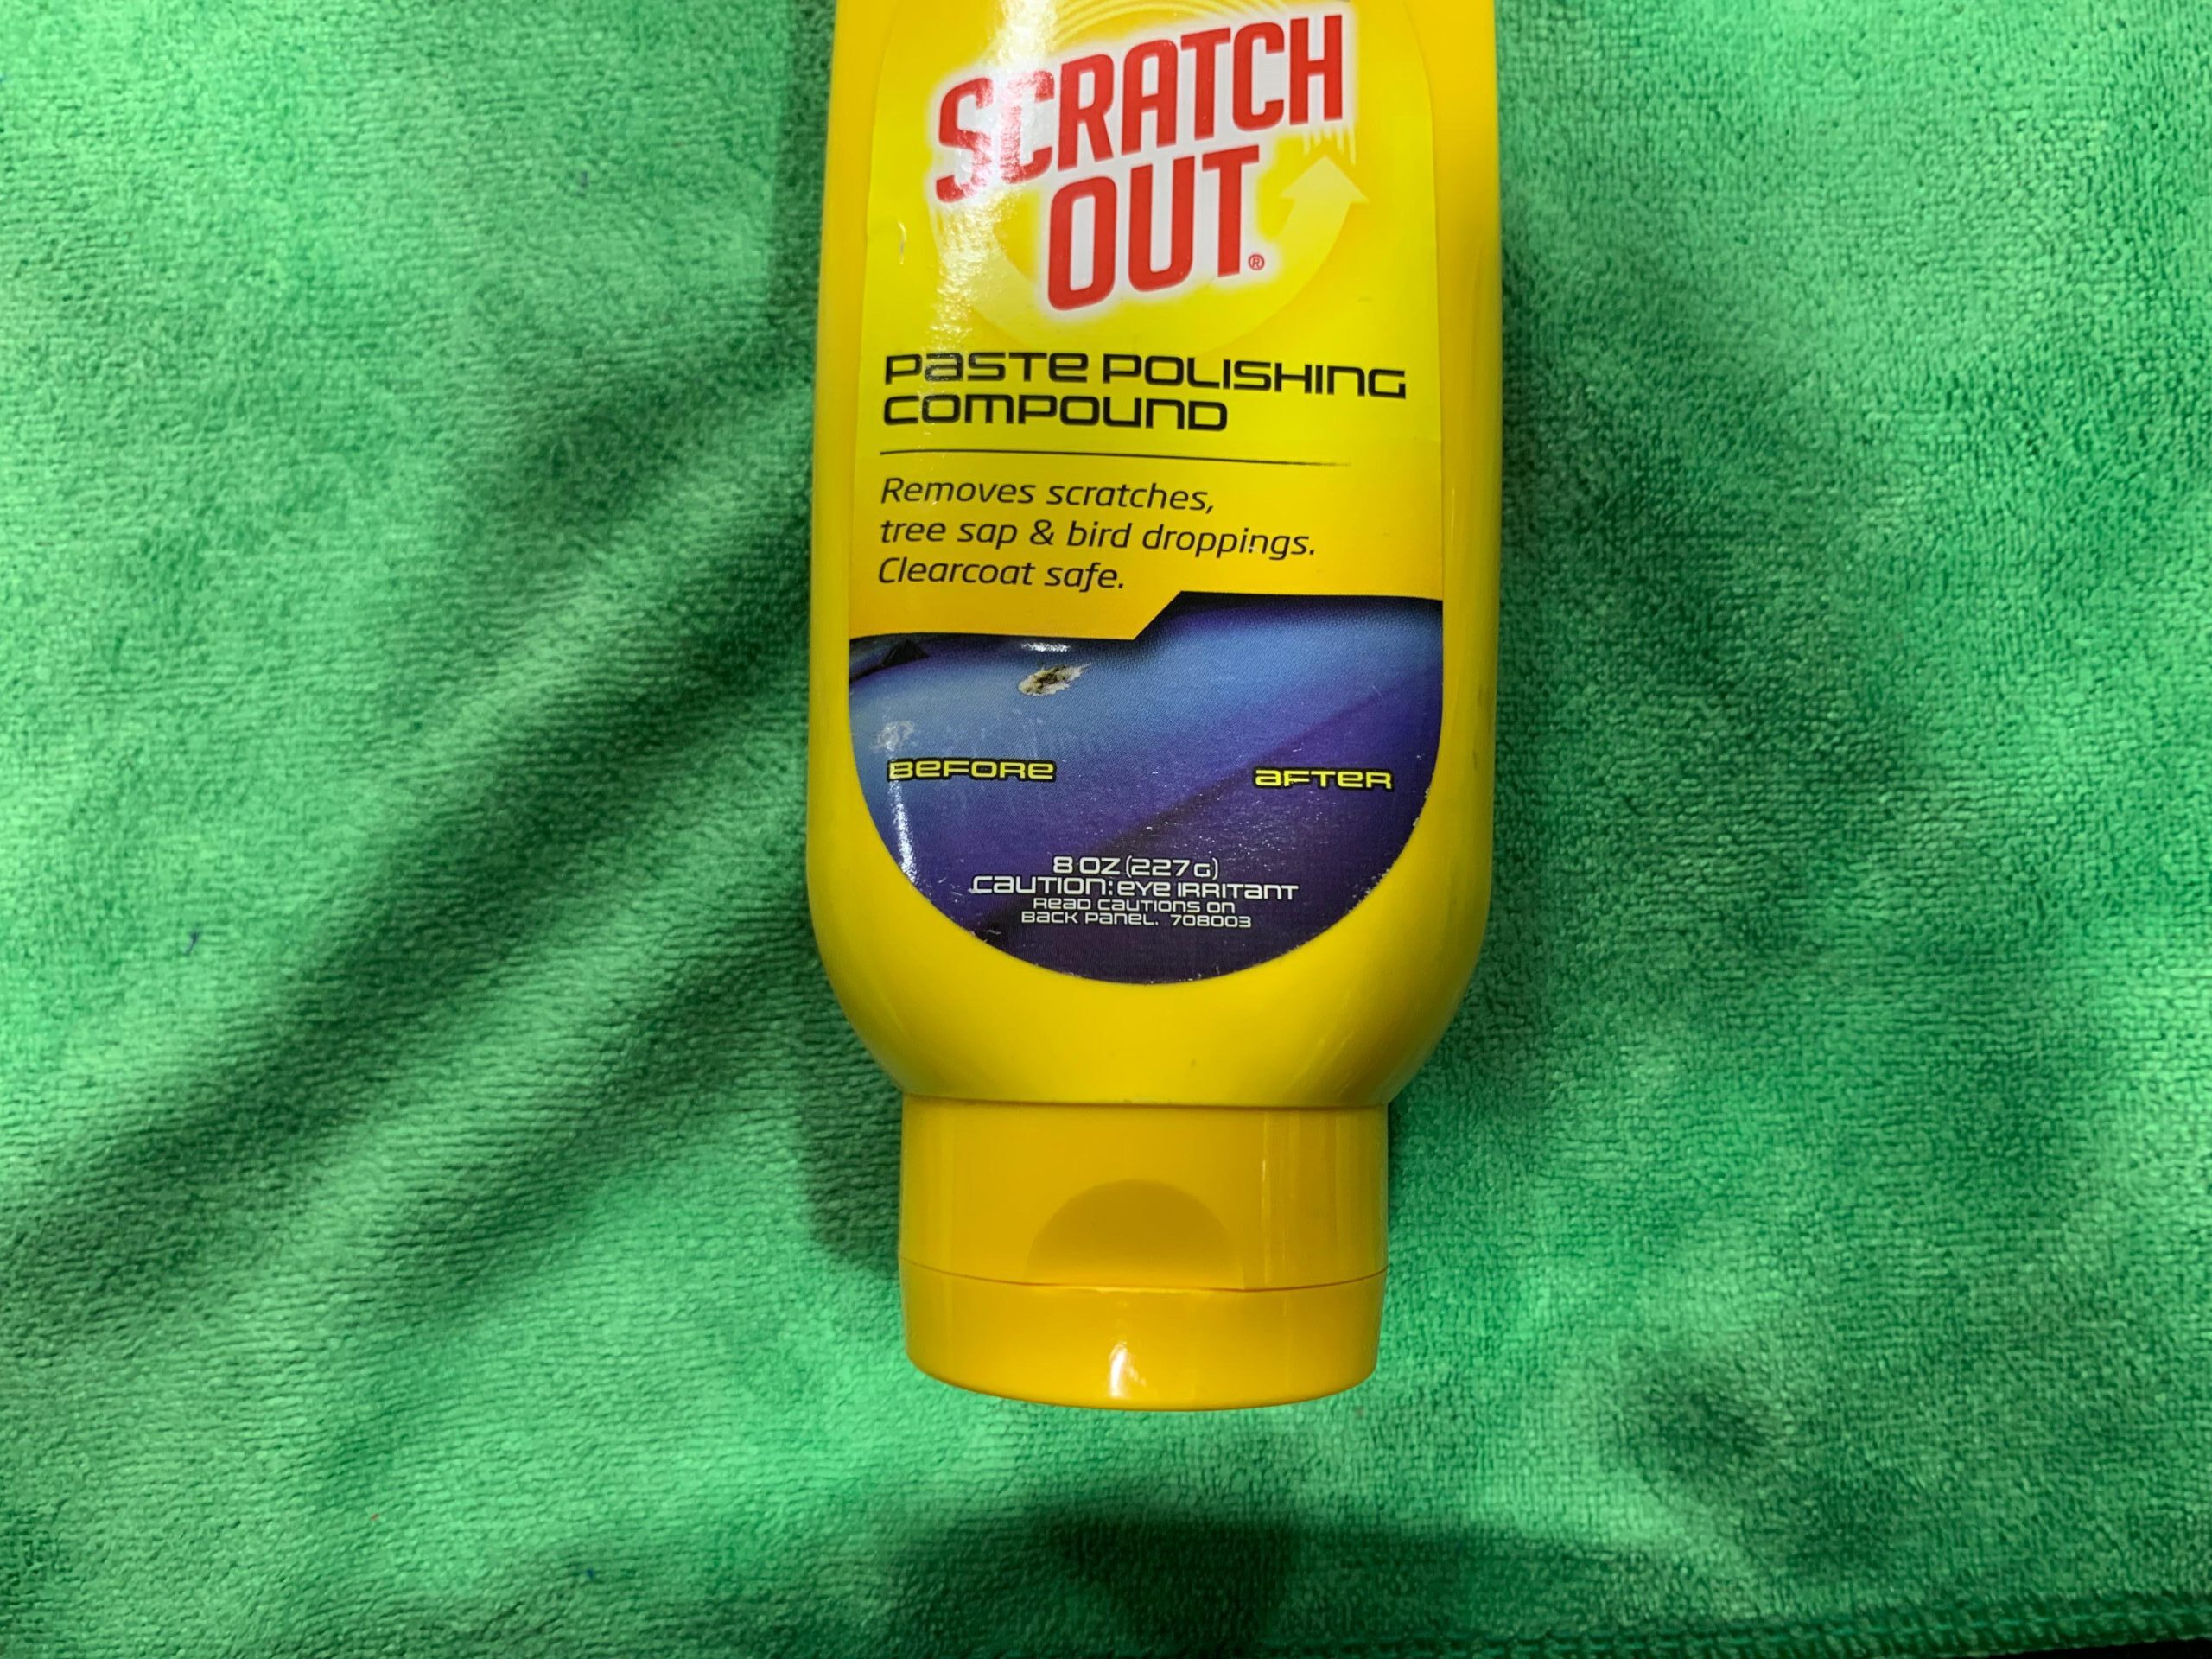 SCRATCH
OUT®
PASTE POLISHING
COMPOUND
Removes scratches,
tree sap & bird droppings.
Clearcoat safe.
BEFORE
AFTER
8 OZ (227 G)
CAUTION: EYE IRRITANT
READ CAUTIONS ON
BACK PANEL. 708003